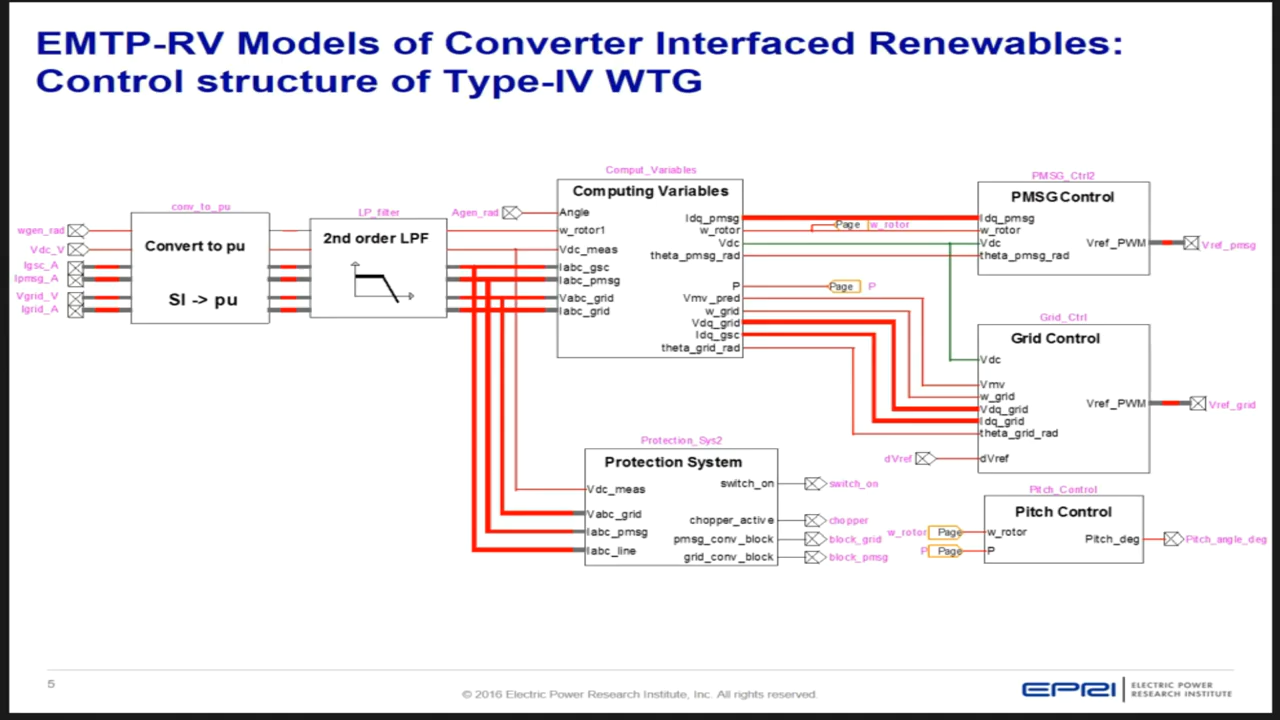 EMTP-RV Models of Converter Interfaced Renewables:
Control structure of Type-IV WTG
conv_to_pu
Convert to pu
SI -> pu
wgen_rad
Vdc_V
Igsc_A
Ipmsg_A
Vgrid_V
Igrid_A
LP_filter
2nd order LPF
Comput_Variables
Computing Variables
Agen_rad
Angle
w_rotor1
Vdc_meas
Iabc_gsc
Iabc_pmsg
Vabc_grid
Iabc_grid
Idq_pmsg
w_rotor
Vdc
theta_pmsg_rad
P
Vmv_pred
w_grid
Vdq_grid
Idq_gsc
theta_grid_rad
Page w_rotor
Page P
PMSG_Ctrl2
PMSG Control
Idq_pmsg
w_rotor
Vdc
theta_pmsg_rad
Vref_PWM
Vref_pmsg
Grid_Ctrl
Grid Control
Vdc
Vmv
w_grid
Vdq_grid
Idq_grid
theta_grid_rad
dVref
dVref
Vref_PWM
Vref_grid
Protection_Sys2
Protection System
Vdc_meas
Vabc_grid
Iabc_pmsg
Iabc_line
switch_on
chopper_active
pmsg_conv_block
grid_conv_block
switch_on
chopper
block_grid
block_pmsg
Pitch_Control
Pitch Control
w_rotor Page w_rotor
P Page P
Pitch_deg
Pitch_angle_deg
5
© 2016 Electric Power Research Institute, Inc. All rights reserved.
EPRI
ELECTRIC POWER
RESEARCH INSTITUTE